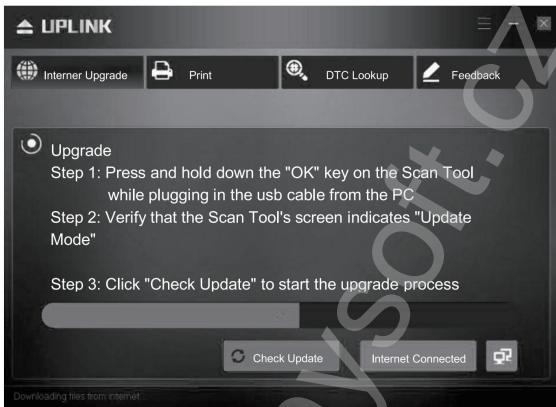 UPLINK
Interner Upgrade
Print
DTC Lookup
Feedback
Upgrade
Step 1: Press and hold down the "OK" key on the Scan Tool
while plugging in the usb cable from the PC
Step 2: Verify that the Scan Tool's screen indicates "Update
Mode"
Step 3: Click "Check Update" to start the upgrade process
Check Update
Internet Connected
Downloading files from internet...